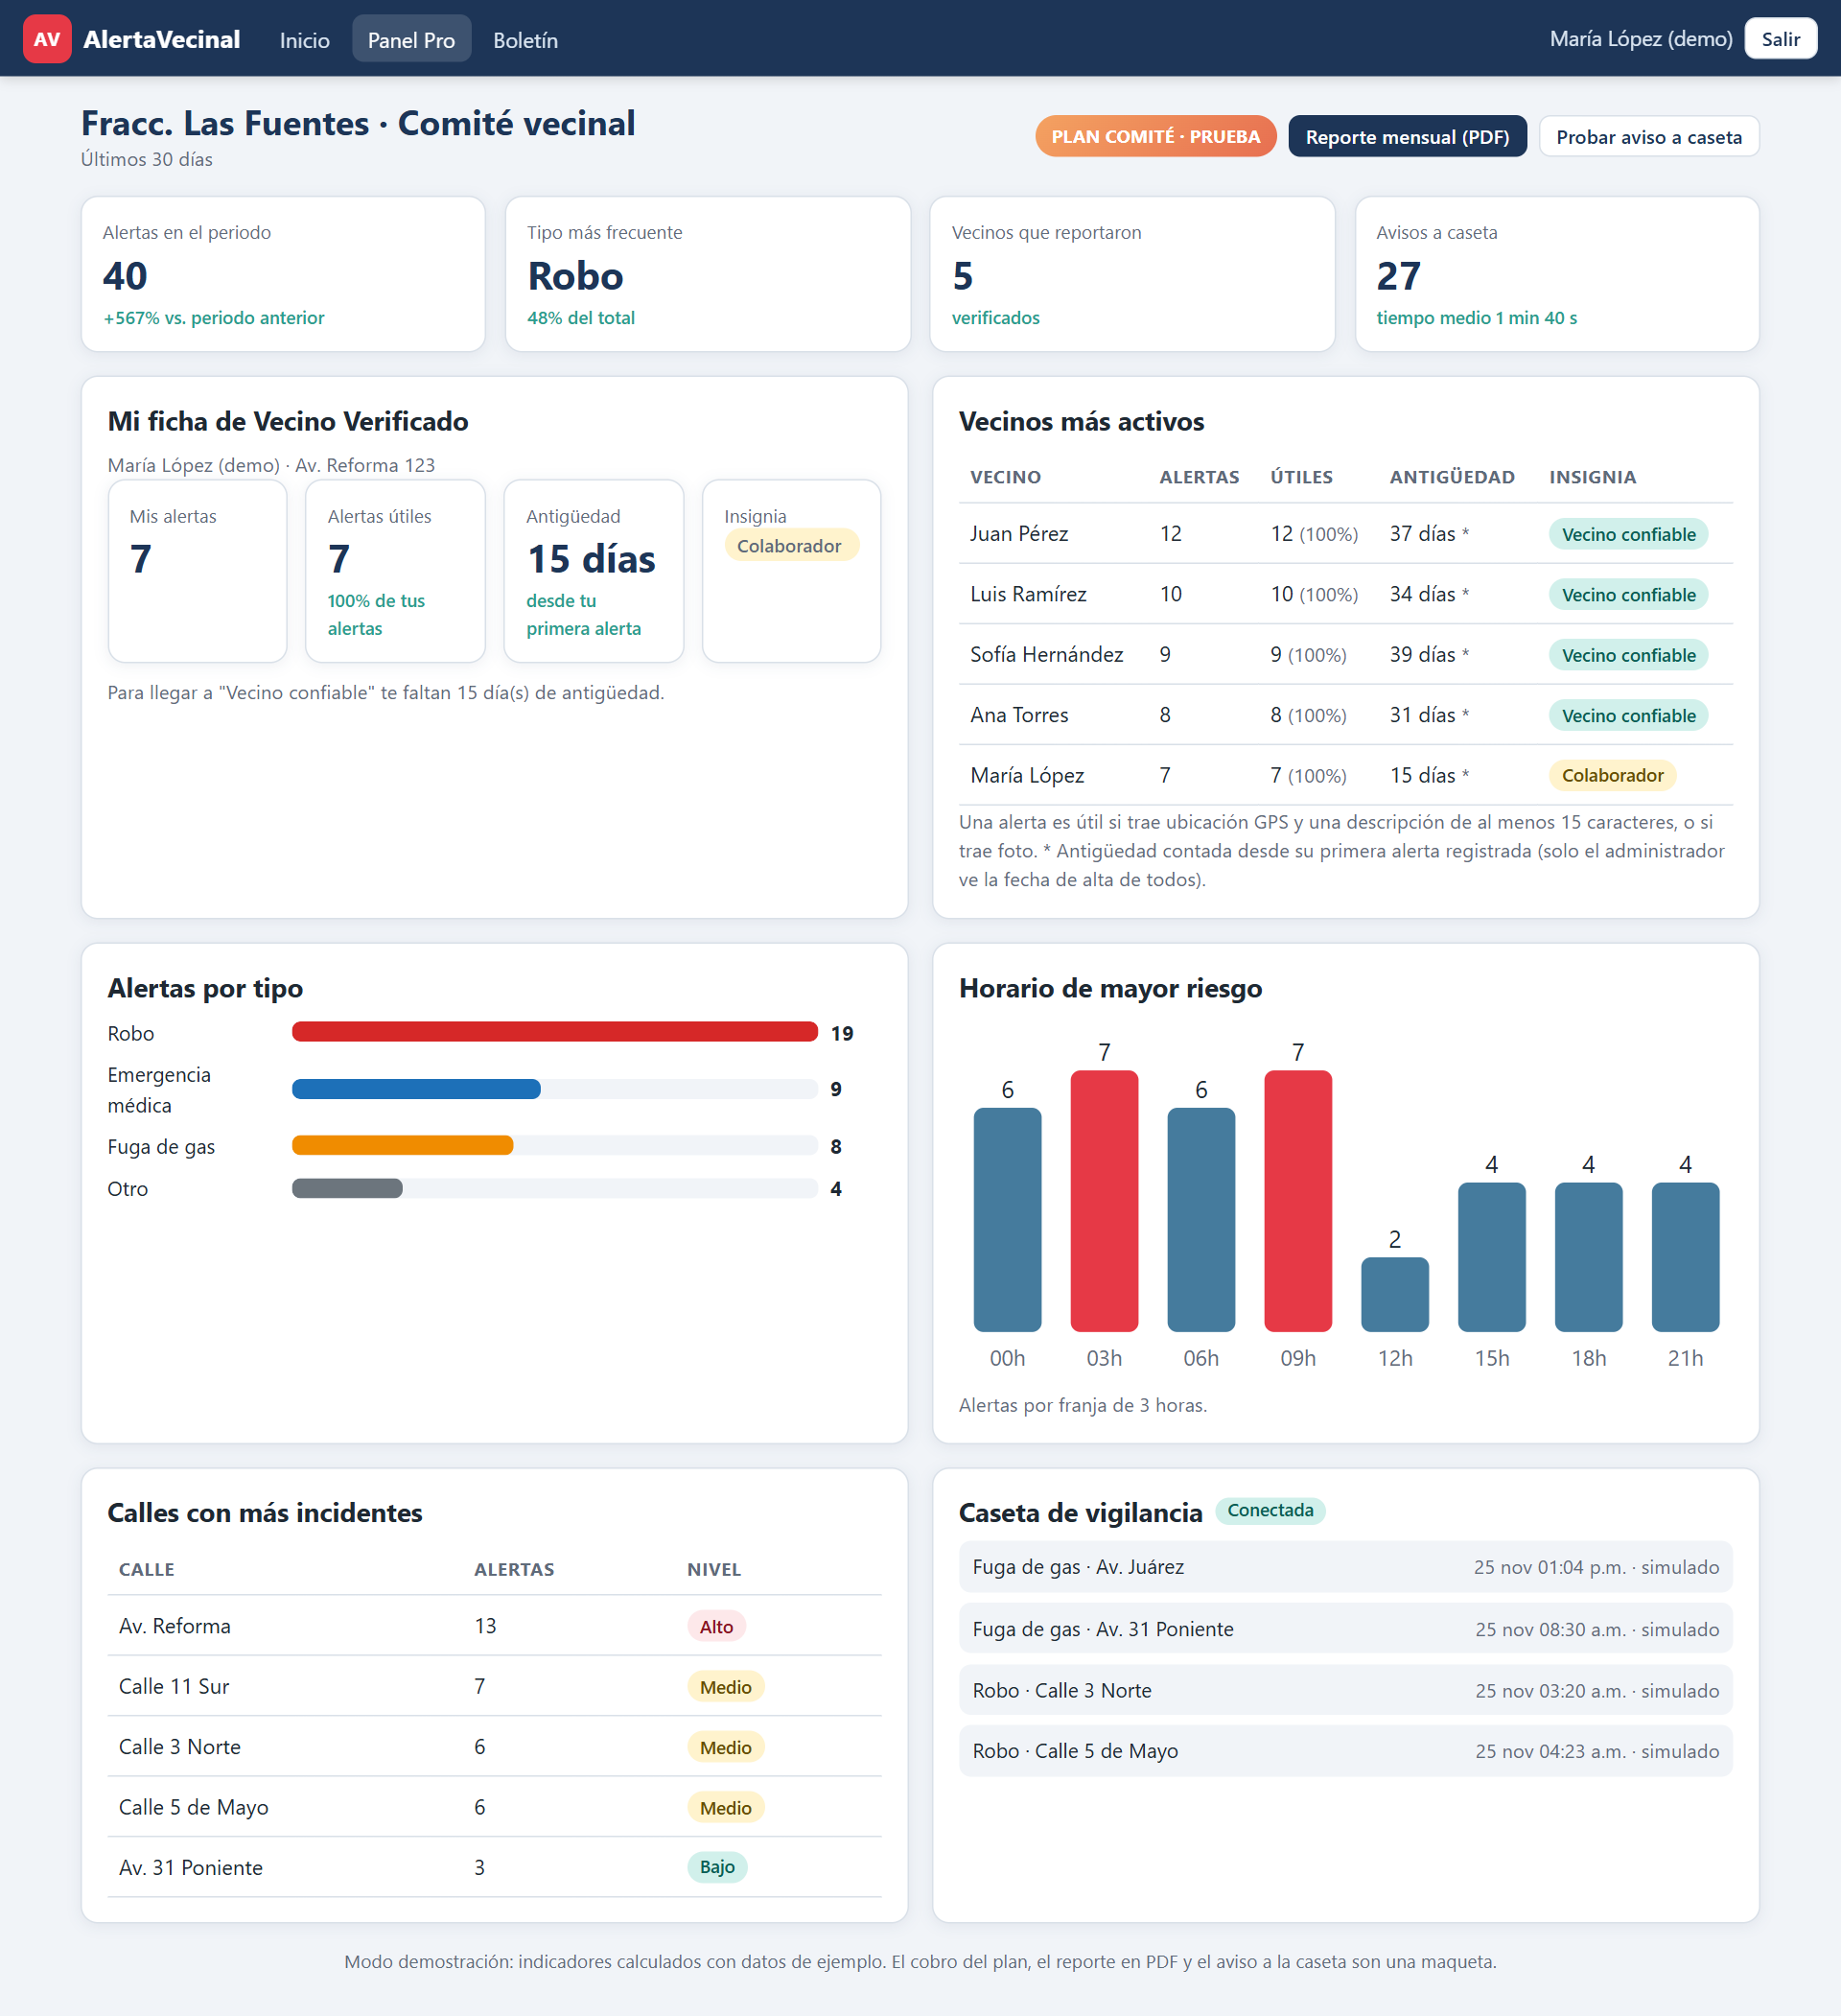 AV AlertaVecinal Inicio Panel Pro Boletín María López (demo) Salir
Fracc. Las Fuentes · Comité vecinal
Últimos 30 días
PLAN COMITÉ · PRUEBA Reporte mensual (PDF) Probar aviso a caseta
Alertas en el periodo
40
+567% vs. periodo anterior
Tipo más frecuente
Robo
48% del total
Vecinos que reportaron
5
verificados
Avisos a caseta
27
tiempo medio 1 min 40 s
Mi ficha de Vecino Verificado
María López (demo) · Av. Reforma 123
Mis alertas
7
Alertas útiles
7
100% de tus
alertas
Antigüedad
15 días
desde tu
primera alerta
Insignia
Colaborador
Para llegar a "Vecino confiable" te faltan 15 día(s) de antigüedad.
Vecinos más activos
VECINO ALERTAS ÚTILES ANTIGÜEDAD INSIGNIA
Juan Pérez 12 12 (100%) 37 días * Vecino confiable
Luis Ramírez 10 10 (100%) 34 días * Vecino confiable
Sofía Hernández 9 9 (100%) 39 días * Vecino confiable
Ana Torres 8 8 (100%) 31 días * Vecino confiable
María López 7 7 (100%) 15 días * Colaborador
Una alerta es útil si trae ubicación GPS y una descripción de al menos 15 caracteres, o si
trae foto. * Antigüedad contada desde su primera alerta registrada (solo el administrador
ve la fecha de alta de todos).
Alertas por tipo
Robo 19
Emergencia
médica 9
Fuga de gas 8
Otro 4
Horario de mayor riesgo
6 7 6 7 2 4 4 4
00h 03h 06h 09h 12h 15h 18h 21h
Alertas por franja de 3 horas.
Calles con más incidentes
CALLE ALERTAS NIVEL
Av. Reforma 13 Alto
Calle 11 Sur 7 Medio
Calle 3 Norte 6 Medio
Calle 5 de Mayo 6 Medio
Av. 31 Poniente 3 Bajo
Caseta de vigilancia Conectada
Fuga de gas · Av. Juárez 25 nov 01:04 p.m. · simulado
Fuga de gas · Av. 31 Poniente 25 nov 08:30 a.m. · simulado
Robo · Calle 3 Norte 25 nov 03:20 a.m. · simulado
Robo · Calle 5 de Mayo 25 nov 04:23 a.m. · simulado
Modo demostración: indicadores calculados con datos de ejemplo. El cobro del plan, el reporte en PDF y el aviso a la caseta son una maqueta.